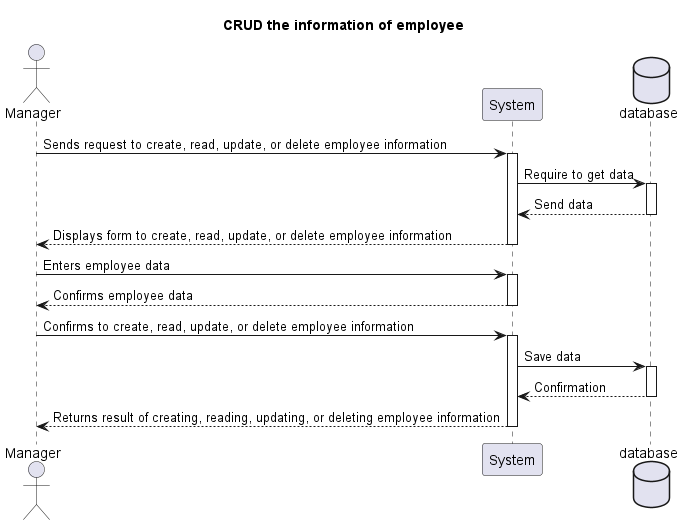 CRUD the information of employee
Manager
System
database
Sends request to create, read, update, or delete employee information
Require to get data
Send data
Displays form to create, read, update, or delete employee information
Enters employee data
Confirms employee data
Confirms to create, read, update, or delete employee information
Save data
Confirmation
Returns result of creating, reading, updating, or deleting employee information
Manager
System
database